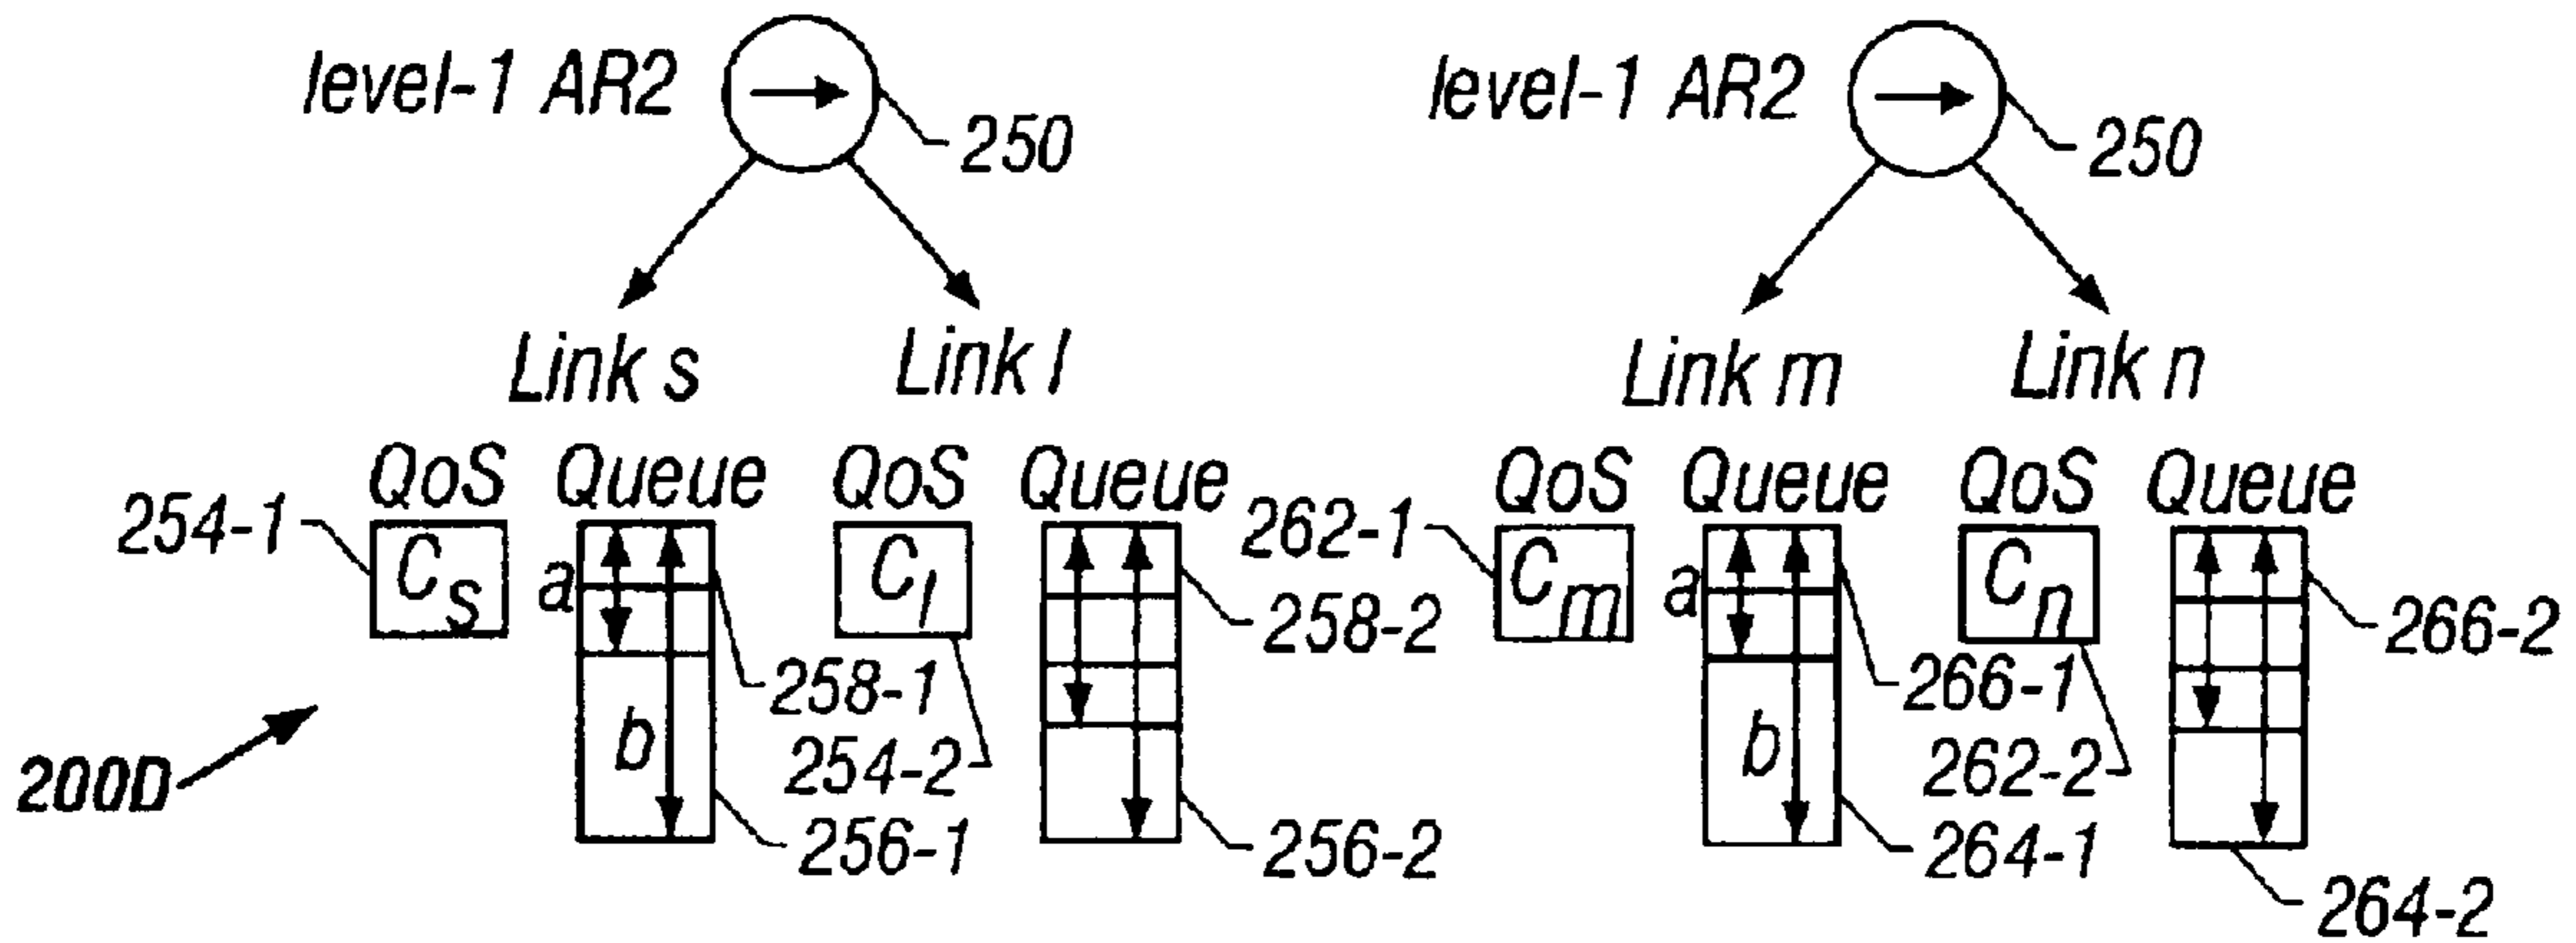 level-1 AR2
250
level-1 AR2
250
Link s
Link l
Link m
Link n
QoS
Queue
QoS
Queue
QoS
Queue
QoS
Queue
254-1
Cs
a
b
Cl
258-1
254-2
256-1
258-2
256-2
262-1
Cm
a
b
Cn
266-1
262-2
264-1
266-2
264-2
200D